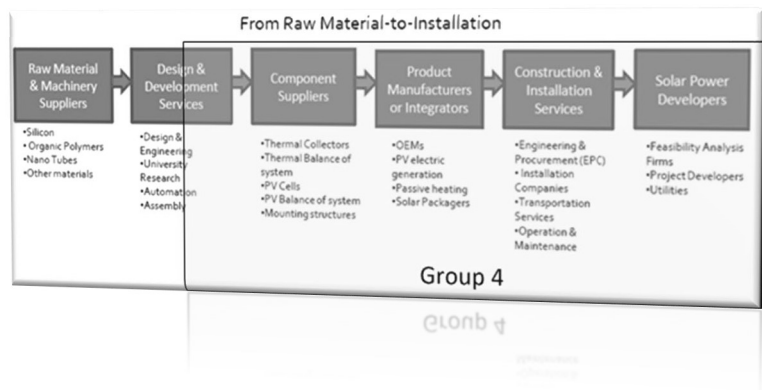 From Raw Material-to-Installation
Raw Material
& Machinery
Suppliers
•Silicon
•Organic Polymers
•Nano Tubes
•Other materials
Design &
Development
Services
•Design &
Engineering
•University
Research
•Automation
•Assembly
Component
Suppliers
•Thermal Collectors
•Thermal Balance of
system
•PV Cells
•PV Balance of system
•Mounting structures
Product
Manufacturers
or Integrators
•OEMs
•PV electric
generation
•Passive heating
•Solar Packagers
Construction &
Installation
Services
•Engineering &
Procurement (EPC)
•Installation
Companies
•Transportation
Services
•Operation &
Maintenance
Solar Power
Developers
•Feasibility Analysis
Firms
•Project Developers
•Utilities
Group 4